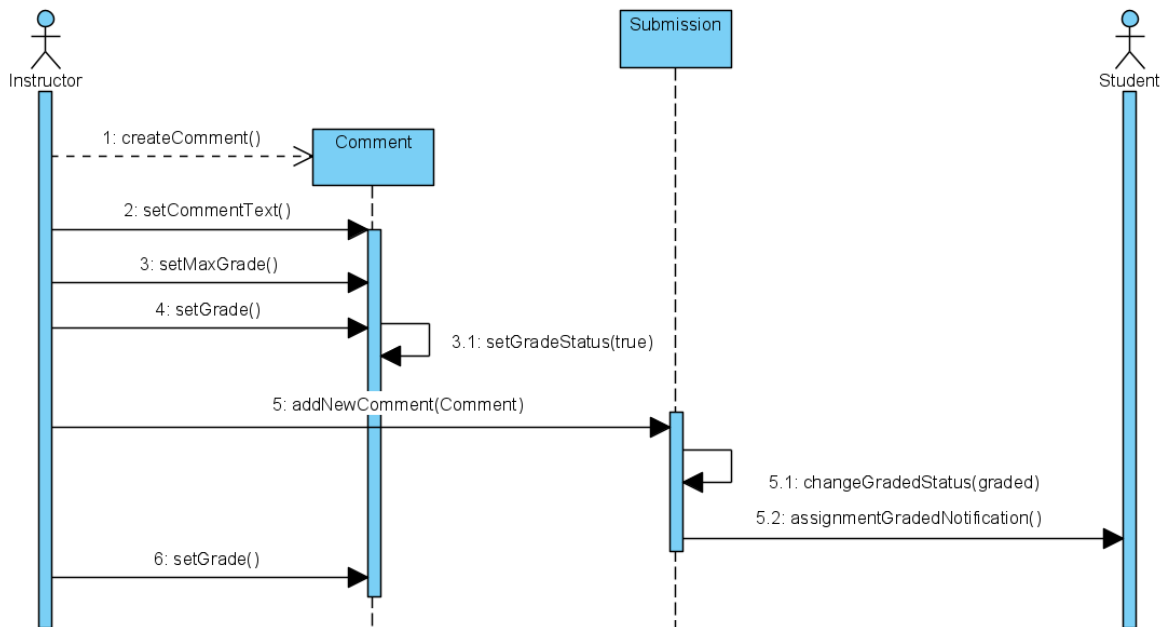 Submission
Instructor
Student
1: createComment()
Comment
2: setCommentText()
3: setMaxGrade()
4: setGrade()
3.1: setGradeStatus(true)
5: addNewComment(Comment)
5.1: changeGradedStatus(graded)
5.2: assignmentGradedNotification()
6: setGrade()